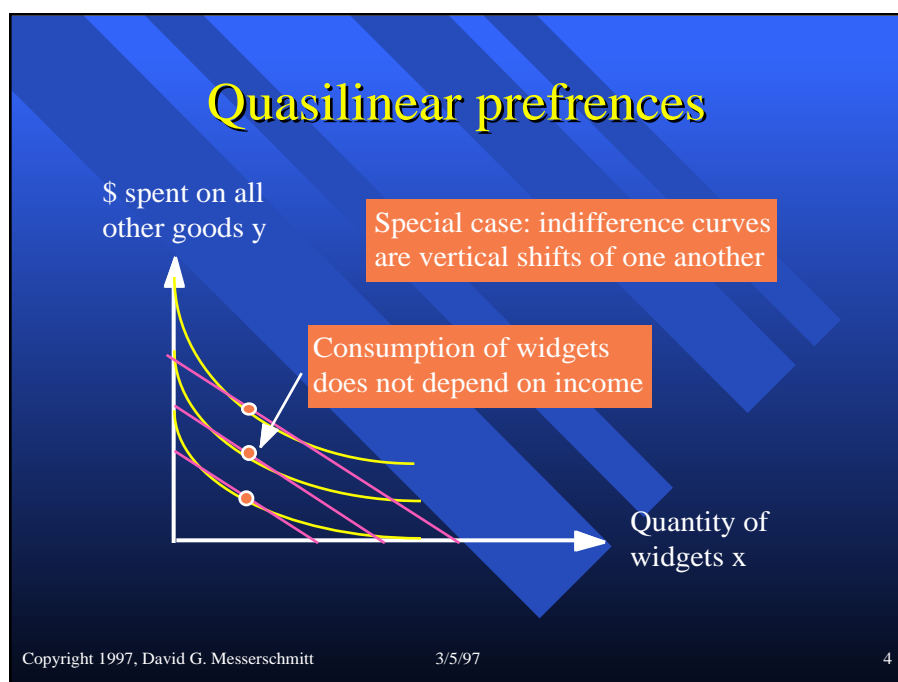 Quasilinear prefrences
$ spent on all
other goods y
Special case: indifference curves
are vertical shifts of one another
Consumption of widgets
does not depend on income
Quantity of
widgets x
Copyright 1997, David G. Messerschmitt
3/5/97
4